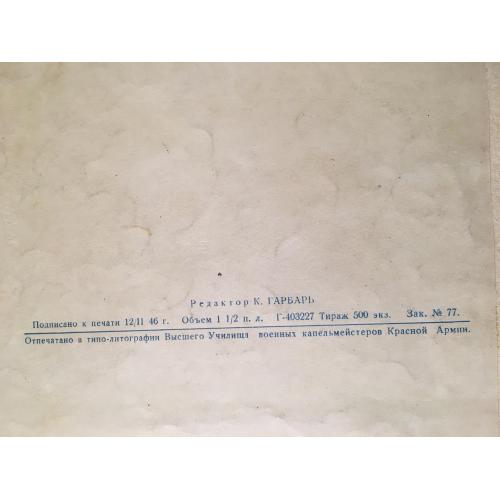 Редактор К. ГАРБАРЬ
Подписано к печати 12/II 46 г. Объем 1 1/2 п. л. Г-403227 Тираж 500 экз. Зак. № 77.
Отпечатано в типо-литографии Высшего Училища военных капельмейстеров Красной Армии.